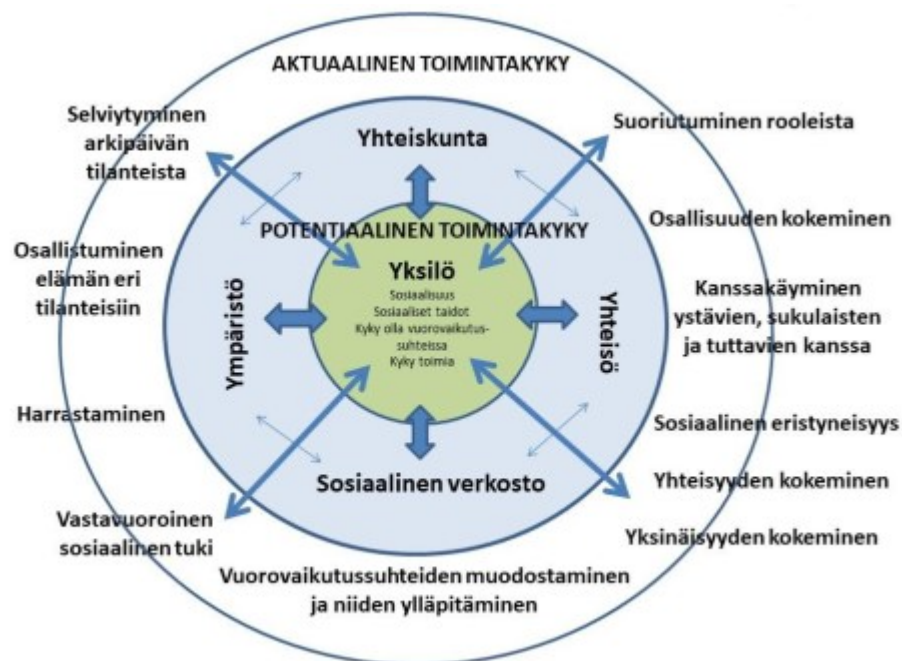 AKTUAALINEN TOIMINTAKYKY
Selviytyminen
arkipäivän
tilanteista
Yhteiskunta
Suoriutuminen rooleista
Osallistuminen
elämän eri
tilanteisiin
POTENTIAALINEN TOIMINTAKYKY
Yksilö
Sosiaalisuus
Sosiaaliset taidot
Kyky olla vuorovaikutus-
suhteissa
Kyky toimia
Ympäristö
Yhteisö
Osallisuuden kokeminen
Kanssakäyminen
ystävien, sukulaisten
ja tuttavien kanssa
Harrastaminen
Sosiaalinen eristyneisyys
Sosiaalinen verkosto
Yhteisyyden kokeminen
Vastavuoroinen
sosiaalinen tuki
Yksinäisyyden kokeminen
Vuorovaikutussuhteiden muodostaminen
ja niiden ylläpitäminen